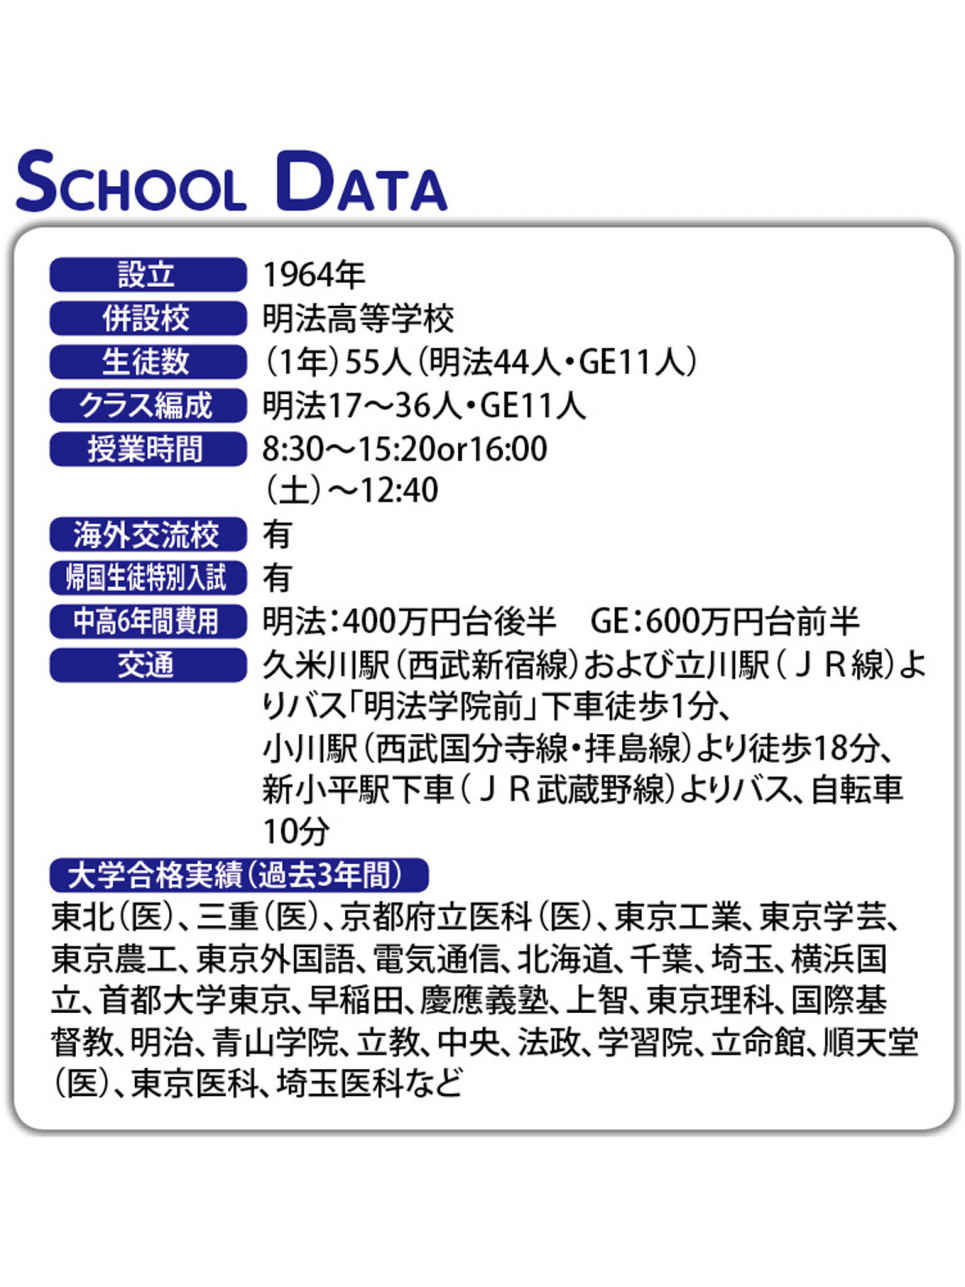 SCHOOL DATA
設立 1964年
併設校 明法高等学校
生徒数 （1年）55人（明法44人・GE11人）
クラス編成 明法17〜36人・GE11人
授業時間 8:30〜15:20or16:00
（土）〜12:40
海外交流校 有
帰国生徒特別入試 有
中高6年間費用 明法：400万円台後半　GE：600万円台前半
交通 久米川駅（西武新宿線）および立川駅（ＪＲ線）よ
りバス「明法学院前」下車徒歩1分、
小川駅（西武国分寺線・拝島線）より徒歩18分、
新小平駅下車（ＪＲ武蔵野線）よりバス、自転車
10分
大学合格実績（過去3年間）
東北（医）、三重（医）、京都府立医科（医）、東京工業、東京学芸、
東京農工、東京外国語、電気通信、北海道、千葉、埼玉、横浜国
立、首都大学東京、早稲田、慶應義塾、上智、東京理科、国際基
督教、明治、青山学院、立教、中央、法政、学習院、立命館、順天堂
（医）、東京医科、埼玉医科など